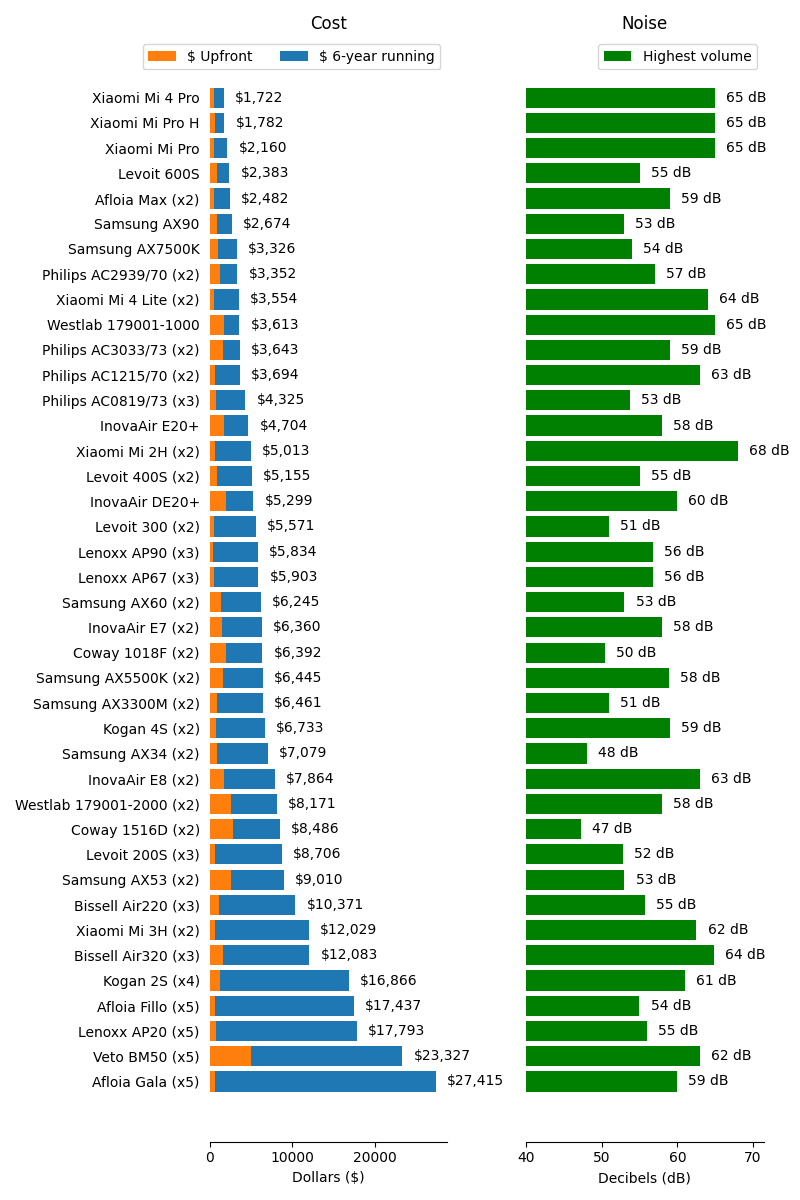 Cost Noise
$ Upfront $ 6-year running Highest volume
Xiaomi Mi 4 Pro $1,722 65 dB
Xiaomi Mi Pro H $1,782 65 dB
Xiaomi Mi Pro $2,160 65 dB
Levoit 600S $2,383 55 dB
Afloia Max (x2) $2,482 59 dB
Samsung AX90 $2,674 53 dB
Samsung AX7500K $3,326 54 dB
Philips AC2939/70 (x2) $3,352 57 dB
Xiaomi Mi 4 Lite (x2) $3,554 64 dB
Westlab 179001-1000 $3,613 65 dB
Philips AC3033/73 (x2) $3,643 59 dB
Philips AC1215/70 (x2) $3,694 63 dB
Philips AC0819/73 (x3) $4,325 53 dB
InovaAir E20+ $4,704 58 dB
Xiaomi Mi 2H (x2) $5,013 68 dB
Levoit 400S (x2) $5,155 55 dB
InovaAir DE20+ $5,299 60 dB
Levoit 300 (x2) $5,571 51 dB
Lenoxx AP90 (x3) $5,834 56 dB
Lenoxx AP67 (x3) $5,903 56 dB
Samsung AX60 (x2) $6,245 53 dB
InovaAir E7 (x2) $6,360 58 dB
Coway 1018F (x2) $6,392 50 dB
Samsung AX5500K (x2) $6,445 58 dB
Samsung AX3300M (x2) $6,461 51 dB
Kogan 4S (x2) $6,733 59 dB
Samsung AX34 (x2) $7,079 48 dB
InovaAir E8 (x2) $7,864 63 dB
Westlab 179001-2000 (x2) $8,171 58 dB
Coway 1516D (x2) $8,486 47 dB
Levoit 200S (x3) $8,706 52 dB
Samsung AX53 (x2) $9,010 53 dB
Bissell Air220 (x3) $10,371 55 dB
Xiaomi Mi 3H (x2) $12,029 62 dB
Bissell Air320 (x3) $12,083 64 dB
Kogan 2S (x4) $16,866 61 dB
Afloia Fillo (x5) $17,437 54 dB
Lenoxx AP20 (x5) $17,793 55 dB
Veto BM50 (x5) $23,327 62 dB
Afloia Gala (x5) $27,415 59 dB
0 10000 20000 40 50 60 70
Dollars ($) Decibels (dB)